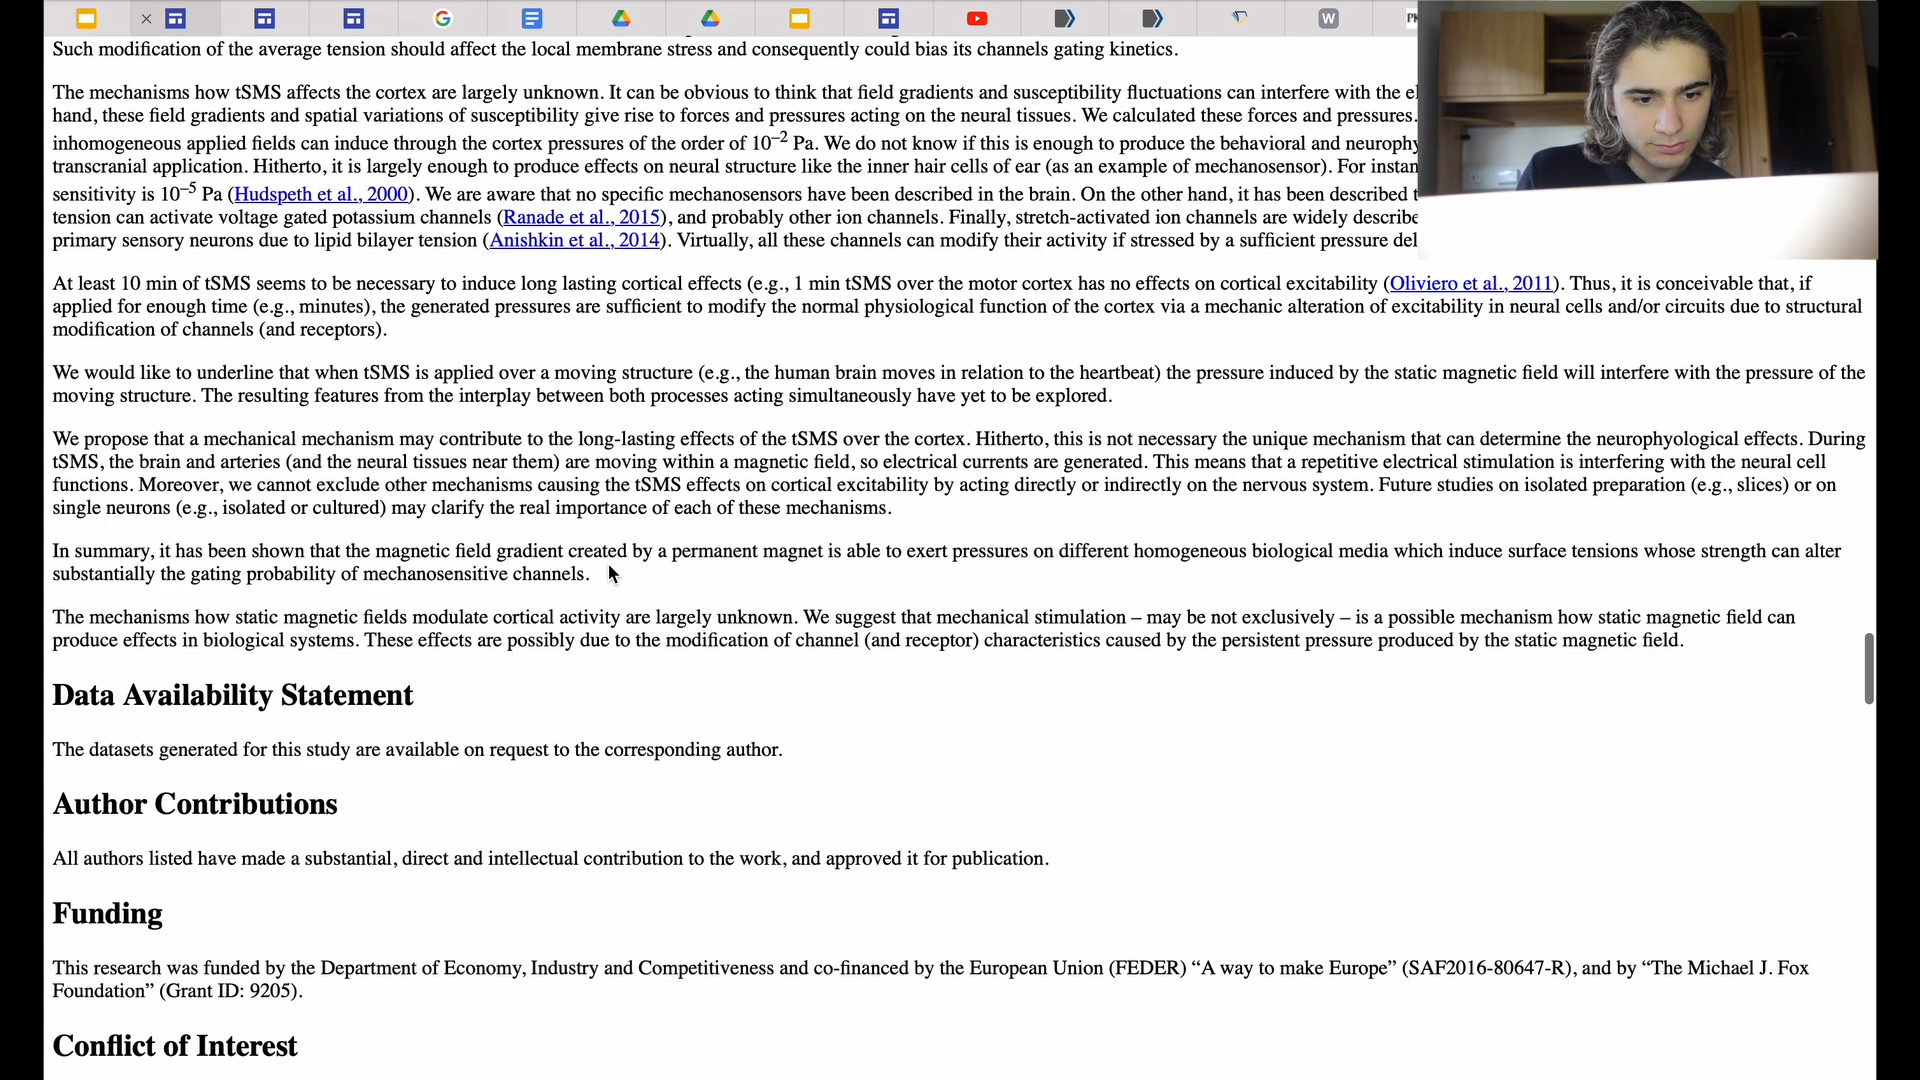 Such modification of the average tension should affect the local membrane stress and consequently could bias its channels gating kinetics.
The mechanisms how tSMS affects the cortex are largely unknown. It can be obvious to think that field gradients and susceptibility fluctuations can interfere with the
hand, these field gradients and spatial variations of susceptibility give rise to forces and pressures acting on the neural tissues. We calculated these forces and pressures.
inhomogeneous applied fields can induce through the cortex pressures of the order of 10⁻² Pa. We do not know if this is enough to produce the behavioral and
transcranial application. Hitherto, it is largely enough to produce effects on neural structure like the inner hair cells of ear (as an example of mechanosensor). For
sensitivity is 10⁻⁵ Pa (Hudspeth et al., 2000). We are aware that no specific mechanosensors have been described in the brain. On the other hand, it has been described
tension can activate voltage gated potassium channels (Ranade et al., 2015), and probably other ion channels. Finally, stretch-activated ion channels are widely
primary sensory neurons due to lipid bilayer tension (Anishkin et al., 2014). Virtually, all these channels can modify their activity if stressed by a sufficient pressure
At least 10 min of tSMS seems to be necessary to induce long lasting cortical effects (e.g., 1 min tSMS over the motor cortex has no effects on cortical excitability (Oliviero et al., 2011). Thus, it is conceivable that, if
applied for enough time (e.g., minutes), the generated pressures are sufficient to modify the normal physiological function of the cortex via a mechanic alteration of excitability in neural cells and/or circuits due to structural
modification of channels (and receptors).
We would like to underline that when tSMS is applied over a moving structure (e.g., the human brain moves in relation to the heartbeat) the pressure induced by the static magnetic field will interfere with the pressure of the
moving structure. The resulting features from the interplay between both processes acting simultaneously have yet to be explored.
We propose that a mechanical mechanism may contribute to the long-lasting effects of the tSMS over the cortex. Hitherto, this is not necessary the unique mechanism that can determine the neurophyological effects. During
tSMS, the brain and arteries (and the neural tissues near them) are moving within a magnetic field, so electrical currents are generated. This means that a repetitive electrical stimulation is interfering with the neural cell
functions. Moreover, we cannot exclude other mechanisms causing the tSMS effects on cortical excitability by acting directly or indirectly on the nervous system. Future studies on isolated preparation (e.g., slices) or on
single neurons (e.g., isolated or cultured) may clarify the real importance of each of these mechanisms.
In summary, it has been shown that the magnetic field gradient created by a permanent magnet is able to exert pressures on different homogeneous biological media which induce surface tensions whose strength can alter
substantially the gating probability of mechanosensitive channels.
The mechanisms how static magnetic fields modulate cortical activity are largely unknown. We suggest that mechanical stimulation – may be not exclusively – is a possible mechanism how static magnetic field can
produce effects in biological systems. These effects are possibly due to the modification of channel (and receptor) characteristics caused by the persistent pressure produced by the static magnetic field.
Data Availability Statement
The datasets generated for this study are available on request to the corresponding author.
Author Contributions
All authors listed have made a substantial, direct and intellectual contribution to the work, and approved it for publication.
Funding
This research was funded by the Department of Economy, Industry and Competitiveness and co-financed by the European Union (FEDER) “A way to make Europe” (SAF2016-80647-R), and by “The Michael J. Fox
Foundation” (Grant ID: 9205).
Conflict of Interest